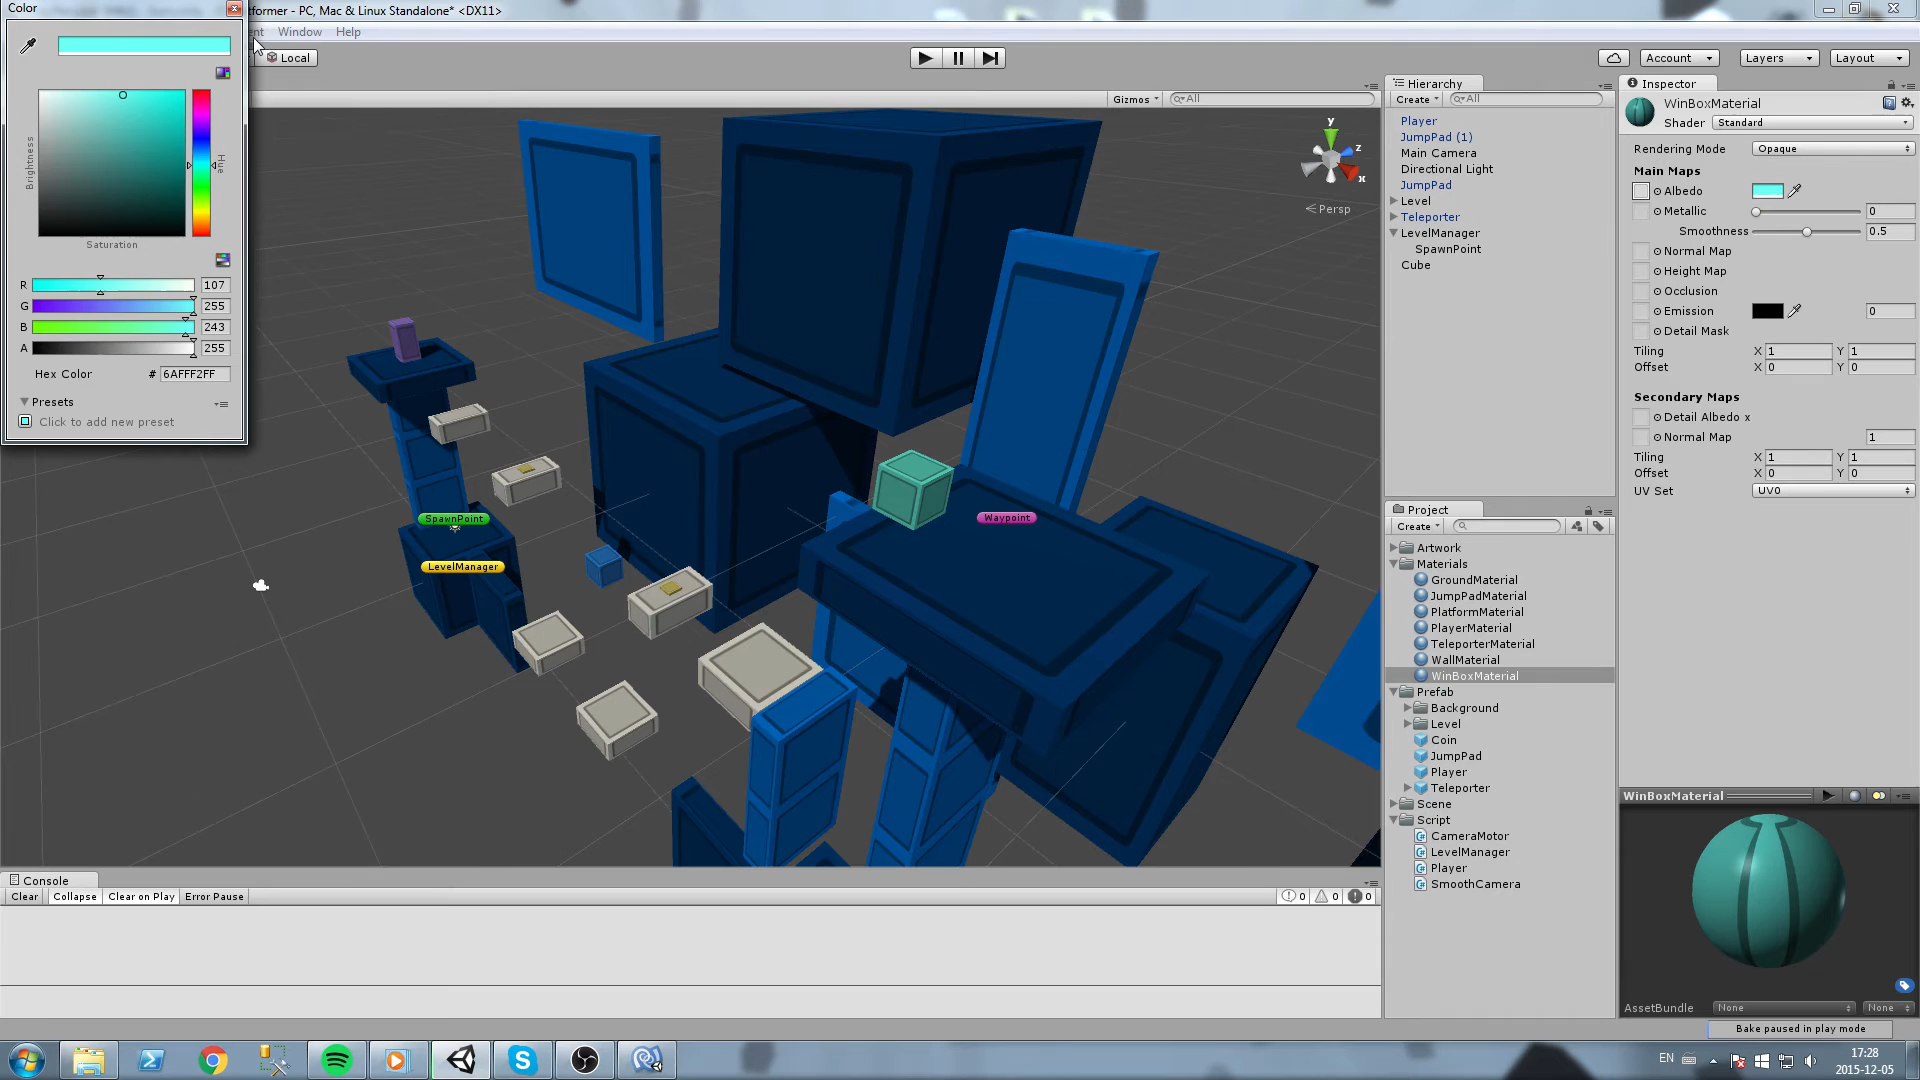 Color
tformer - PC, Mac & Linux Standalone* <DX11>
ent Window Help
Local
Account
Layers
Layout
Gizmos
All
y
z
x
Persp
Brightness
Hue
Saturation
R 107
G 255
B 243
A 255
Hex Color # 6AFFF2FF
Presets
Click to add new preset
SpawnPoint
LevelManager
Waypoint
Hierarchy
Create
All
Player
JumpPad (1)
Main Camera
Directional Light
JumpPad
Level
Teleporter
LevelManager
SpawnPoint
Cube
Project
Create
Artwork
Materials
GroundMaterial
JumpPadMaterial
PlatformMaterial
PlayerMaterial
TeleporterMaterial
WallMaterial
WinBoxMaterial
Prefab
Background
Level
Coin
JumpPad
Player
Teleporter
Scene
Script
CameraMotor
LevelManager
Player
SmoothCamera
Inspector
WinBoxMaterial
Shader Standard
Rendering Mode Opaque
Main Maps
Albedo
Metallic 0
Smoothness 0.5
Normal Map
Height Map
Occlusion
Emission 0
Detail Mask
Tiling X 1 Y 1
Offset X 0 Y 0
Secondary Maps
Detail Albedo x
Normal Map 1
Tiling X 1 Y 1
Offset X 0 Y 0
UV Set UV0
WinBoxMaterial
AssetBundle None None
Bake paused in play mode
Console
Clear Collapse Clear on Play Error Pause
0 0 0
EN
17:28
2015-12-05